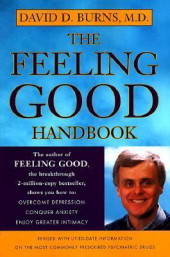 DAVID D. BURNS, M.D.
THE
FEELING
GOOD
HANDBOOK
The author of
FEELING GOOD,
the breakthrough
2-million-copy bestseller,
shows you how to:
OVERCOME DEPRESSION
CONQUER ANXIETY
ENJOY GREATER INTIMACY
REVISED WITH UP-TO-DATE INFORMATION
ON THE MOST COMMONLY PRESCRIBED PSYCHIATRIC DRUGS